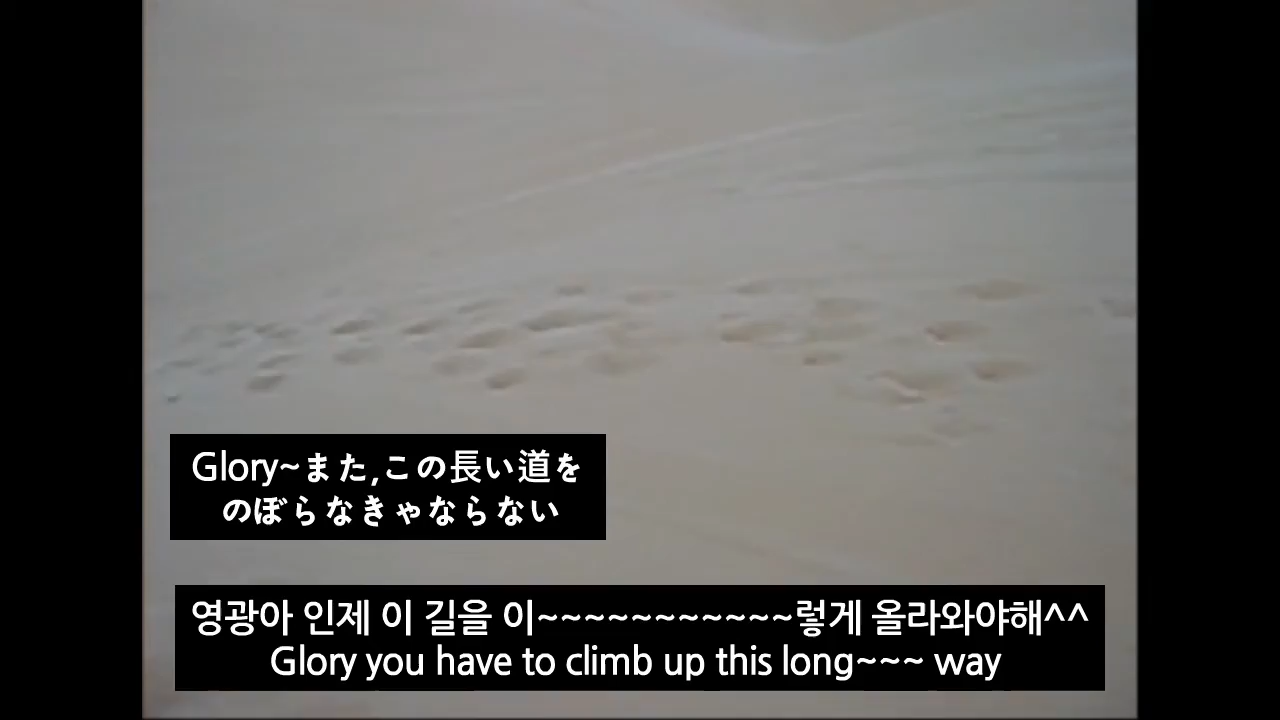 Glory~また,この長い道を
のぼらなきゃならない
영광아 인제 이 길을 이~~~~~~~~~~~렇게 올라와야해^^
Glory you have to climb up this long~~~ way